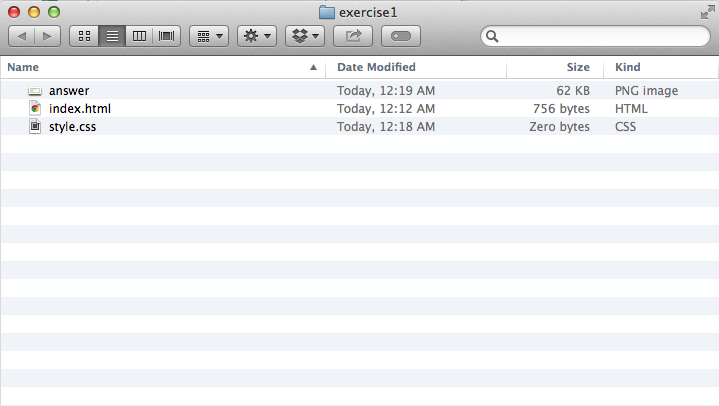 exercise1
Name Date Modified Size Kind
answer Today, 12:19 AM 62 KB PNG image
index.html Today, 12:12 AM 756 bytes HTML
style.css Today, 12:18 AM Zero bytes CSS